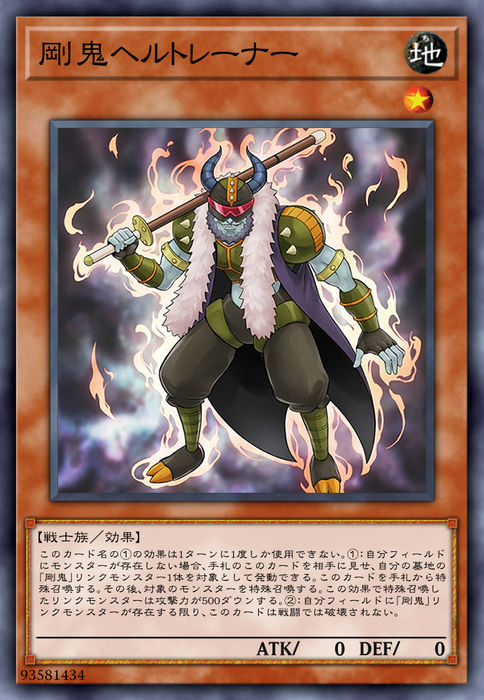 剛鬼ヘルトレーナー
ち
地
【戦士族／効果】
このカード名の①の効果は1ターンに1度しか使用できない。①：自分フィールド
にモンスターが存在しない場合、手札のこのカードを相手に見せ、自分の墓地の
「剛鬼」リンクモンスター1体を対象として発動できる。このカードを手札から特
殊召喚する。その後、対象のモンスターを特殊召喚する。この効果で特殊召喚し
たリンクモンスターは攻撃力が500ダウンする。②：自分フィールドに「剛鬼」リ
ンクモンスターが存在する限り、このカードは戦闘では破壊されない。
ATK/ 0 DEF/ 0
93581434